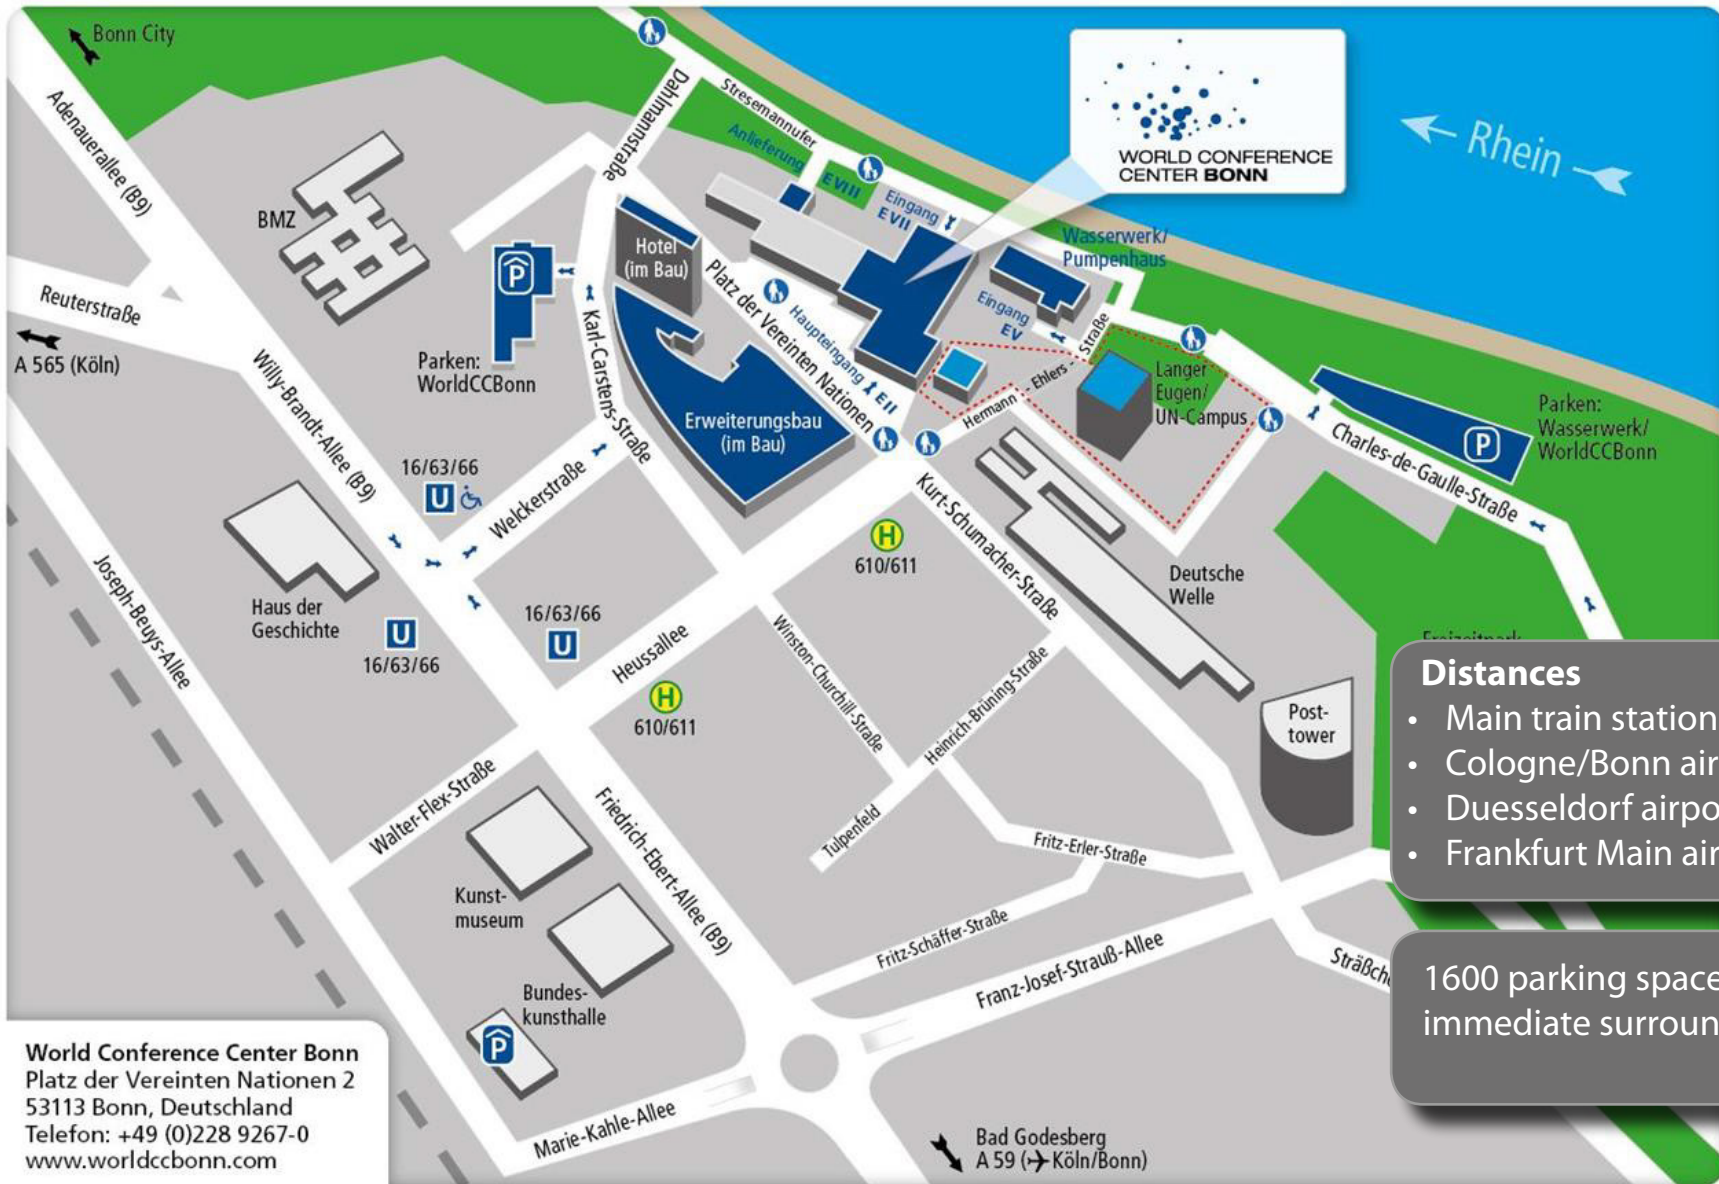 Bonn City
Adenauerallee (B9)
Dahlmannstraße
Stresemannufer
Anlieferung
EVIII
Eingang
EVII
WORLD CONFERENCE
CENTER BONN
Rhein
BMZ
Hotel
(im Bau)
Wasserwerk/
Pumpenhaus
P
Platz der Vereinten Nationen
Haupteingang
EII
Eingang
EV
Reuterstraße
A 565 (Köln)
Parken:
WorldCCBonn
Karl-Carstens-Straße
Willy-Brandt-Allee (B9)
Erweiterungsbau
(im Bau)
Hermann - Ehlers - Straße
Langer
Eugen/
UN-Campus
Parken:
Wasserwerk/
WorldCCBonn
P
Charles-de-Gaulle-Straße
16/63/66
U
Welckerstraße
H
610/611
Kurt-Schumacher-Straße
Deutsche
Welle
Joseph-Beuys-Allee
Haus der
Geschichte
U
16/63/66
16/63/66
U
Heussallee
H
610/611
Winston-Churchill-Straße
Heinrich-Brüning-Straße
Tulpenfeld
Post-
tower
Walter-Flex-Straße
Friedrich-Ebert-Allee (B9)
Fritz-Erler-Straße
Kunst-
museum
Fritz-Schäffer-Straße
Franz-Josef-Strauß-Allee
Bundes-
kunsthalle
P
Marie-Kahle-Allee
Bad Godesberg
A 59 (✈Köln/Bonn)
Distances
• Main train station
• Cologne/Bonn air
• Duesseldorf airpo
• Frankfurt Main air
1600 parking space
immediate surroun
World Conference Center Bonn
Platz der Vereinten Nationen 2
53113 Bonn, Deutschland
Telefon: +49 (0)228 9267-0
www.worldccbonn.com